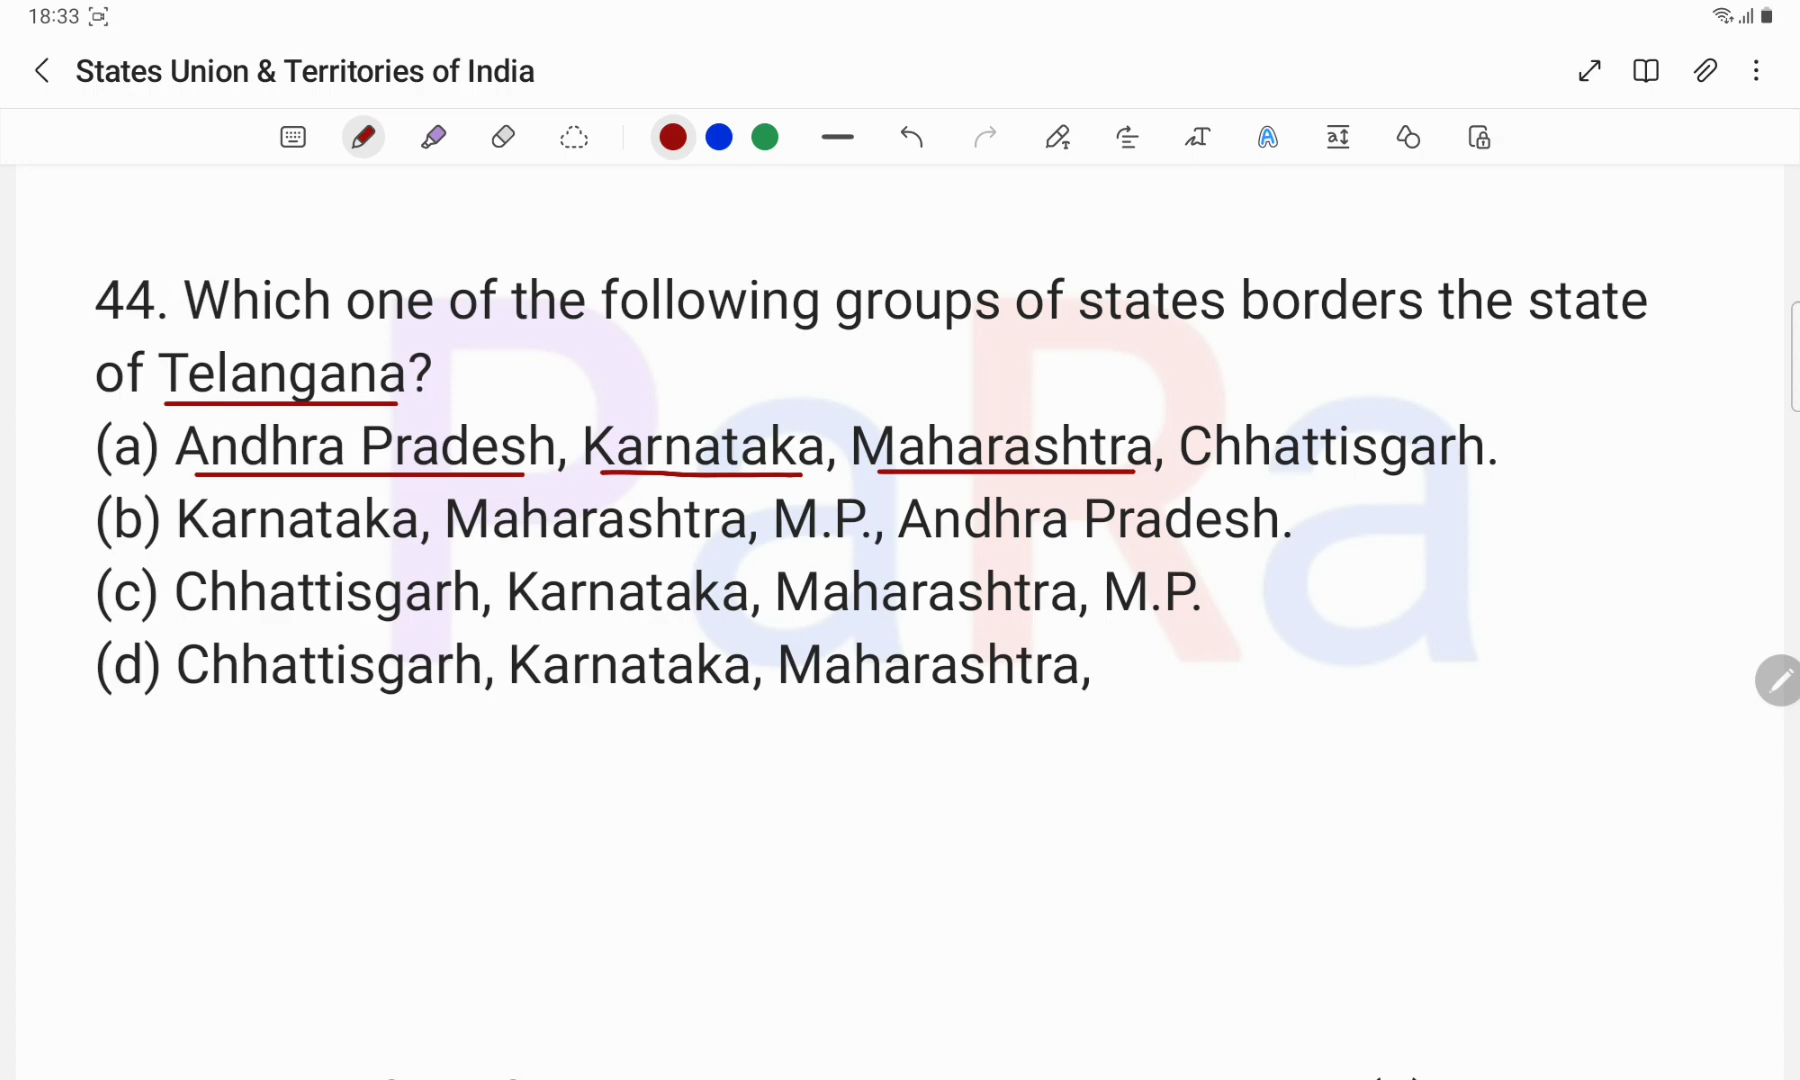 18:33
States Union & Territories of India
44. Which one of the following groups of states borders the state
of Telangana?
(a) Andhra Pradesh, Karnataka, Maharashtra, Chhattisgarh.
(b) Karnataka, Maharashtra, M.P., Andhra Pradesh.
(c) Chhattisgarh, Karnataka, Maharashtra, M.P.
(d) Chhattisgarh, Karnataka, Maharashtra,
PaRa